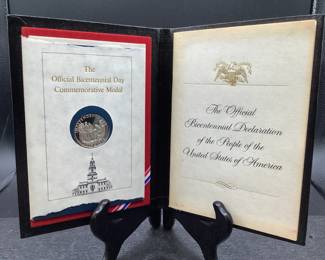 The
Official Bicentennial Day
Commemorative Medal
The Official
Bicentennial Declaration
of the People of the
United States of America